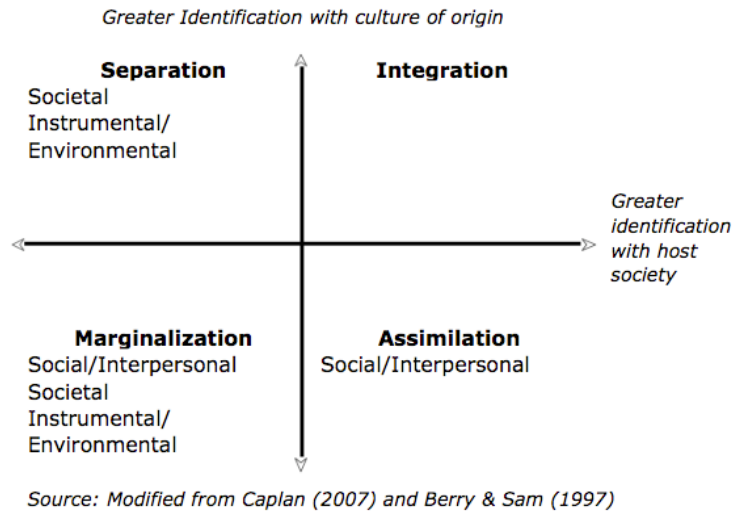 Greater Identification with culture of origin
Separation
Societal
Instrumental/
Environmental
Integration
Greater
identification
with host
society
Marginalization
Social/Interpersonal
Societal
Instrumental/
Environmental
Assimilation
Social/Interpersonal
Source: Modified from Caplan (2007) and Berry & Sam (1997)